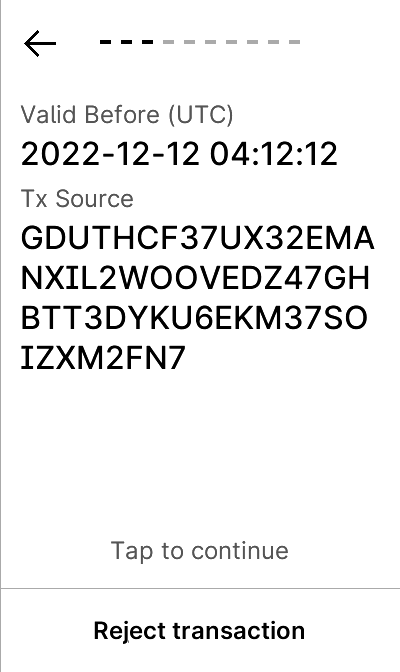 Valid Before (UTC)
2022-12-12 04:12:12
Tx Source
GDUTHCF37UX32EMA
NXIL2WOOVEDZ47GH
BTT3DYKU6EKM37SO
IZXM2FN7
Tap to continue
Reject transaction